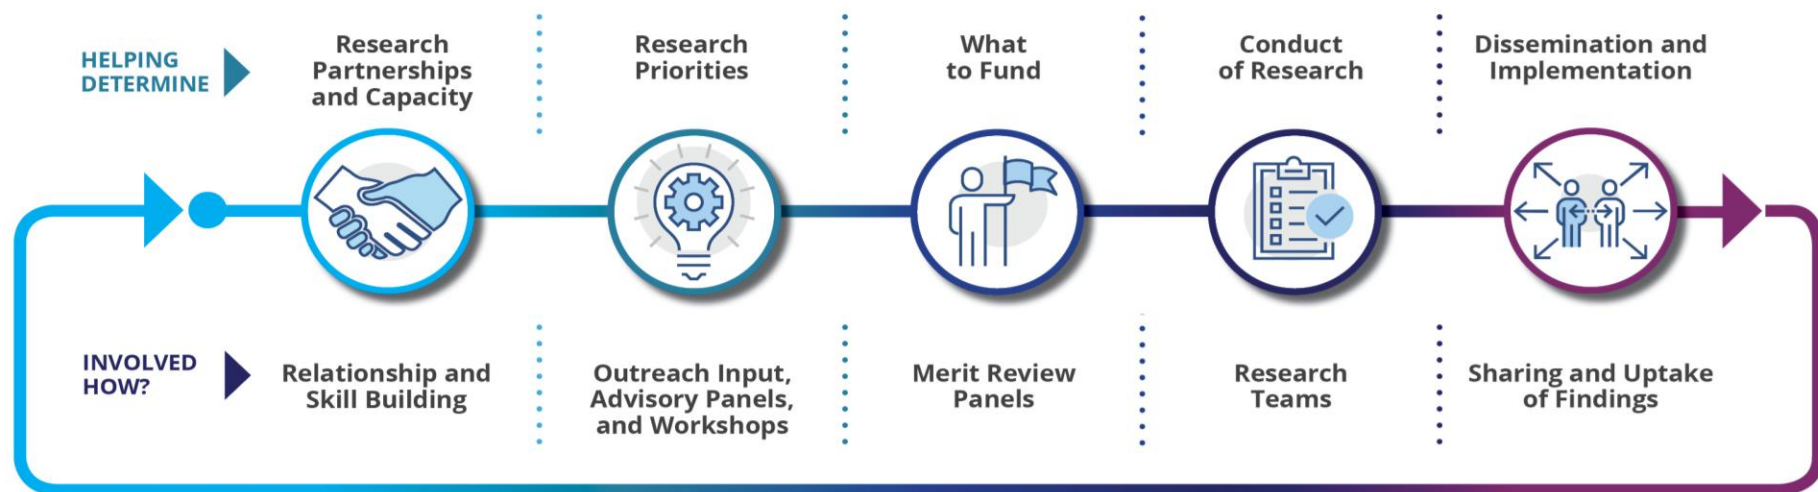 HELPING
DETERMINE
Research
Partnerships
and Capacity
Research
Priorities
What
to Fund
Conduct
of Research
Dissemination and
Implementation
INVOLVED
HOW?
Relationship and
Skill Building
Outreach Input,
Advisory Panels,
and Workshops
Merit Review
Panels
Research
Teams
Sharing and Uptake
of Findings